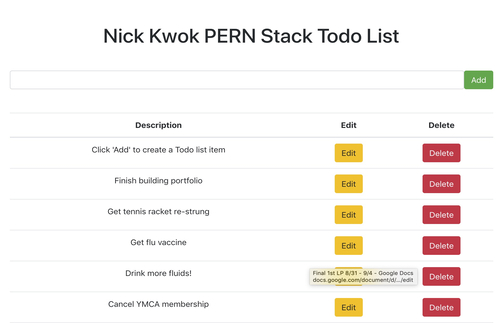 Nick Kwok PERN Stack Todo List
Add
Description Edit Delete
Click 'Add' to create a Todo list item Edit Delete
Finish building portfolio Edit Delete
Get tennis racket re-strung Edit Delete
Get flu vaccine Edit Delete
Drink more fluids! Delete
Final 1st LP 8/31 - 9/4 - Google Docs
docs.google.com/document/d/.../edit
Cancel YMCA membership Edit Delete